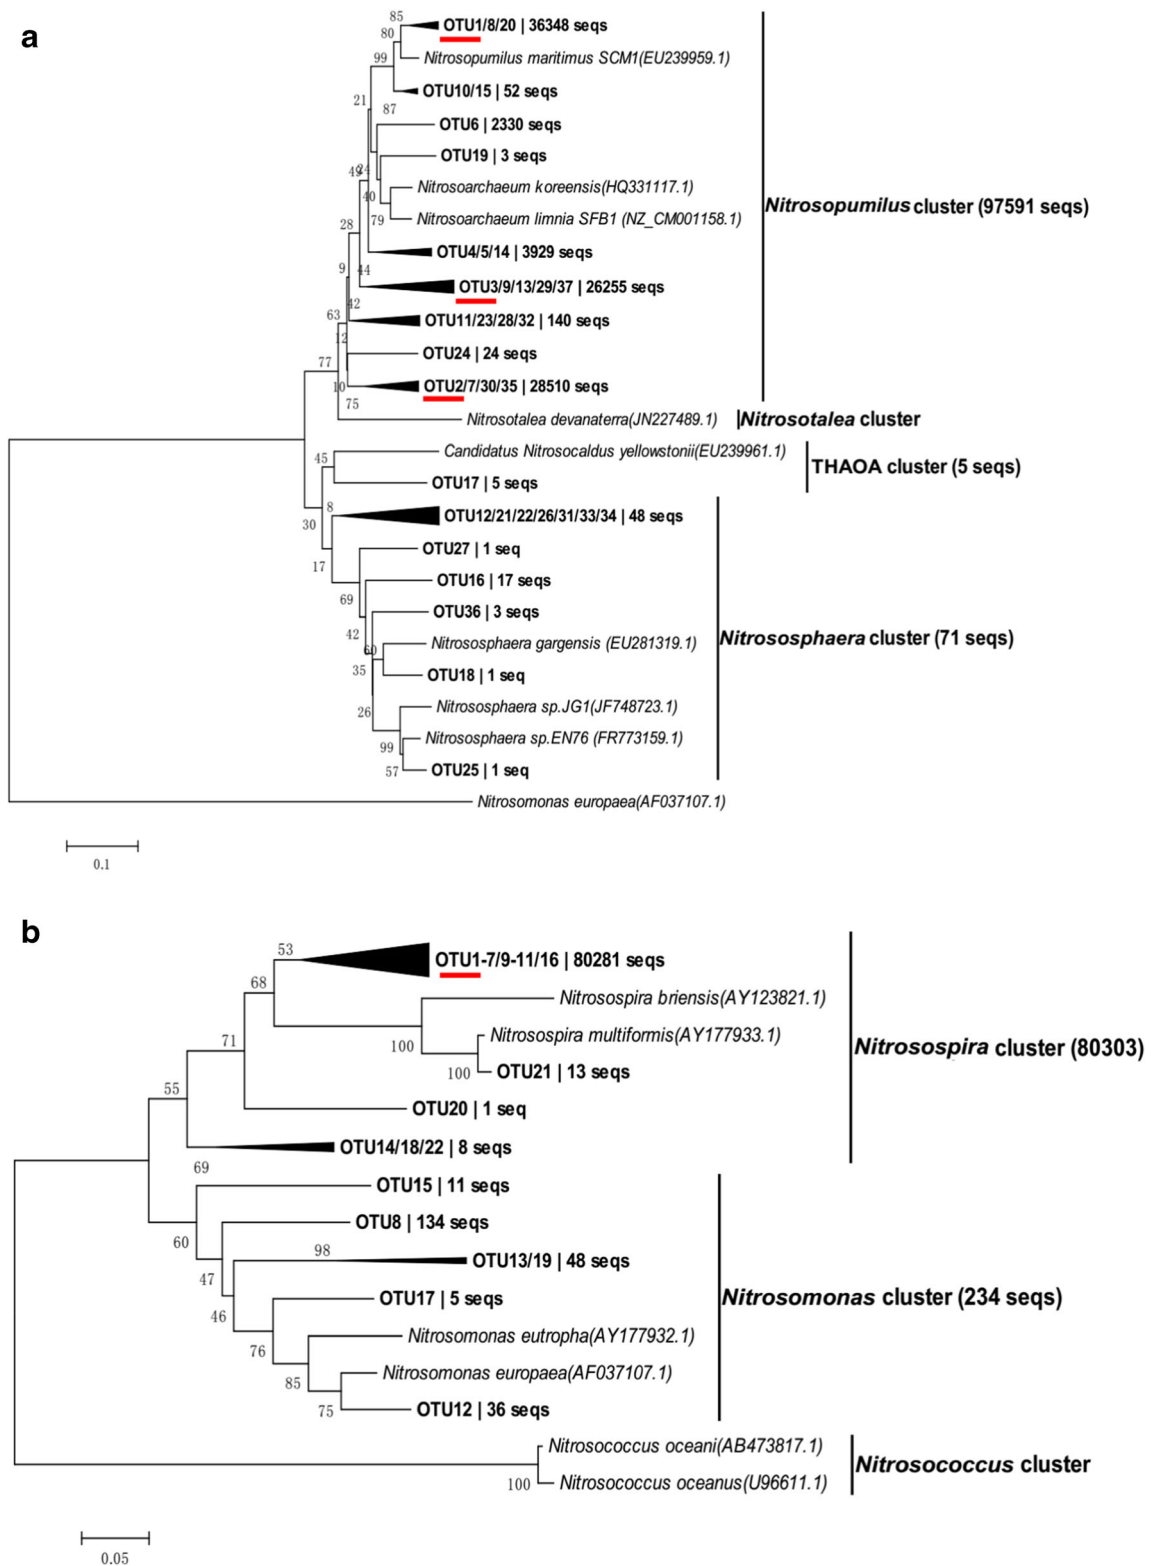 a
85
OTU1/8/20 | 36348 seqs
80
Nitrosopumilus maritimus SCM1(EU239959.1)
99
OTU10/15 | 52 seqs
21
87
OTU6 | 2330 seqs
OTU19 | 3 seqs
49
24
Nitrosoarchaeum koreensis(HQ331117.1)
40
Nitrosoarchaeum limnia SFB1 (NZ_CM001158.1)
79
Nitrosopumilus cluster (97591 seqs)
28
OTU4/5/14 | 3929 seqs
9
44
OTU3/9/13/29/37 | 26255 seqs
42
63
OTU11/23/28/32 | 140 seqs
12
OTU24 | 24 seqs
77
10
OTU2/7/30/35 | 28510 seqs
75
Nitrosotalea devanaterra(JN227489.1)
Nitrosotalea cluster
Candidatus Nitrosocaldus yellowstonii(EU239961.1)
45
THAOA cluster (5 seqs)
OTU17 | 5 seqs
8
30
OTU12/21/22/26/31/33/34 | 48 seqs
OTU27 | 1 seq
17
OTU16 | 17 seqs
69
OTU36 | 3 seqs
42
Nitrososphaera cluster (71 seqs)
60
Nitrososphaera gargensis (EU281319.1)
35
OTU18 | 1 seq
26
Nitrososphaera sp.JG1(JF748723.1)
99
Nitrososphaera sp.EN76 (FR773159.1)
57
OTU25 | 1 seq
Nitrosomonas europaea(AF037107.1)
0.1
b
53
OTU1-7/9-11/16 | 80281 seqs
68
Nitrosospira briensis(AY123821.1)
71
100
Nitrosospira multiformis(AY177933.1)
Nitrosospira cluster (80303)
100
OTU21 | 13 seqs
55
OTU20 | 1 seq
OTU14/18/22 | 8 seqs
69
OTU15 | 11 seqs
60
OTU8 | 134 seqs
98
OTU13/19 | 48 seqs
47
OTU17 | 5 seqs
Nitrosomonas cluster (234 seqs)
46
Nitrosomonas eutropha(AY177932.1)
76
Nitrosomonas europaea(AF037107.1)
85
75
OTU12 | 36 seqs
Nitrosococcus oceani(AB473817.1)
Nitrosococcus cluster
100
Nitrosococcus oceanus(U96611.1)
0.05